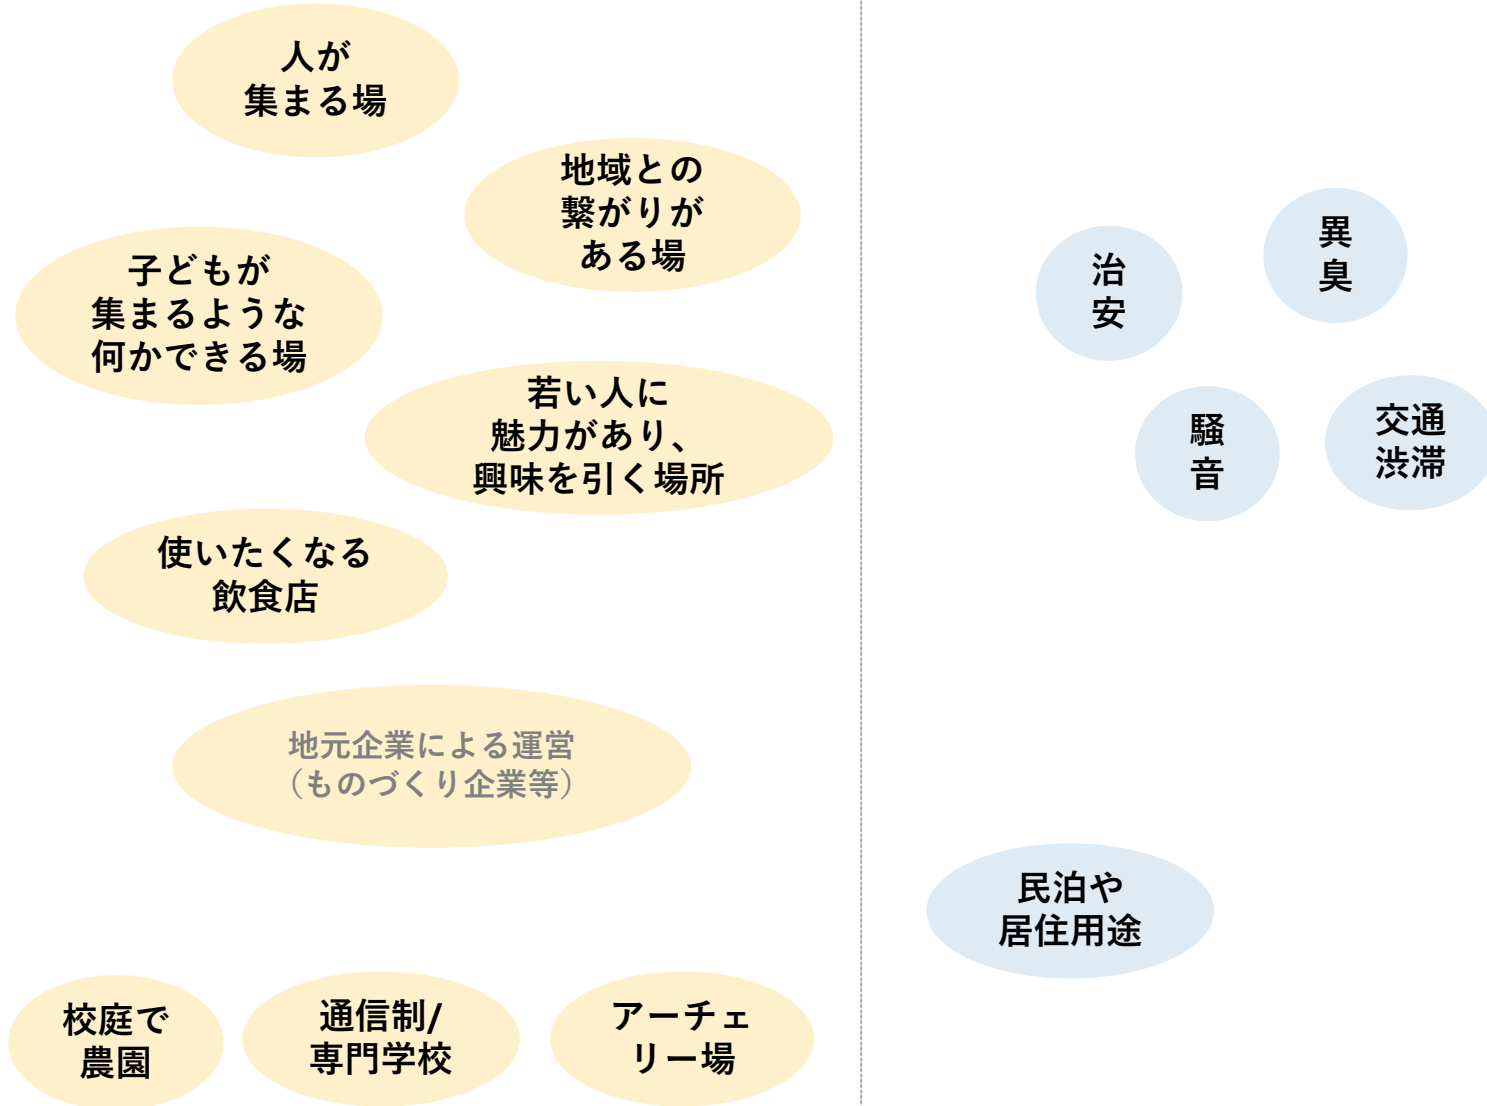 人が
集まる場
地域との
繋がりが
ある場
子どもが
集まるような
何かできる場
若い人に
魅力があり、
興味を引く場所
使いたくなる
飲食店
地元企業による運営
（ものづくり企業等）
校庭で
農園
通信制/
専門学校
アーチェ
リー場
異
臭
治
安
騒
音
交通
渋滞
民泊や
居住用途